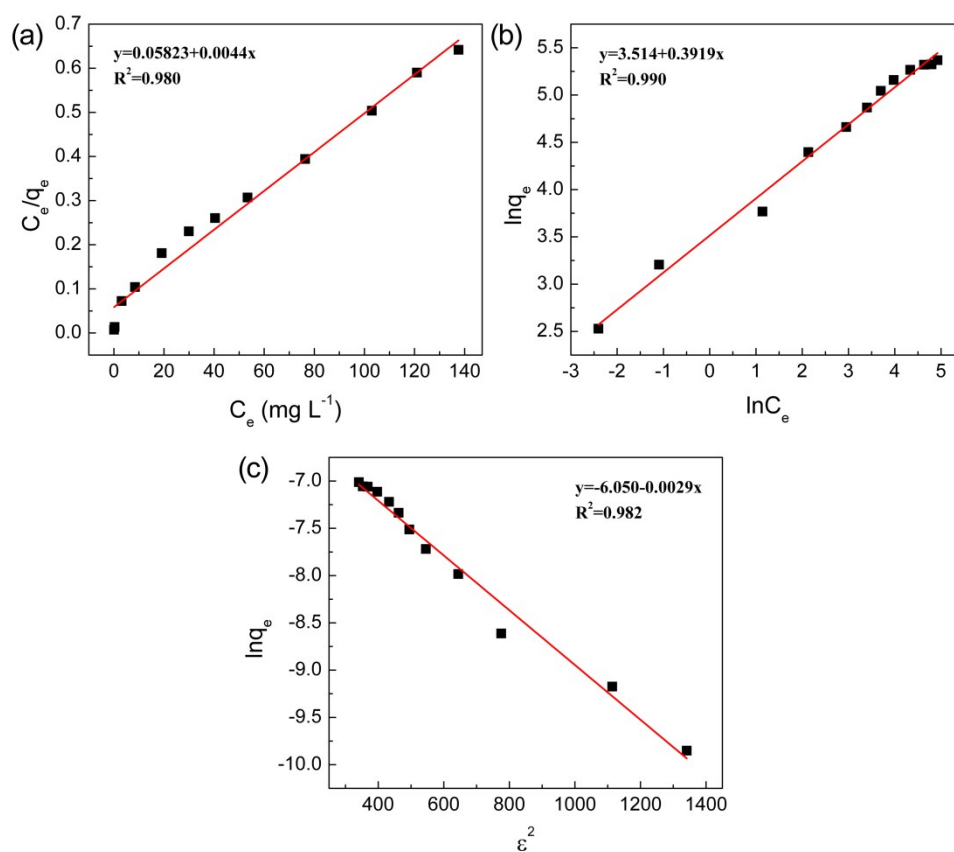 (a)
y=0.05823+0.0044x
R²=0.980
0.7
0.6
0.5
0.4
0.3
0.2
0.1
0.0
Cₑ/qₑ
0 20 40 60 80 100 120 140
Cₑ (mg L⁻¹)
(b)
y=3.514+0.3919x
R²=0.990
5.5
5.0
4.5
4.0
3.5
3.0
2.5
lnqₑ
-3 -2 -1 0 1 2 3 4 5
lnCₑ
(c)
y=-6.050-0.0029x
R²=0.982
-7.0
-7.5
-8.0
-8.5
-9.0
-9.5
-10.0
lnqₑ
400 600 800 1000 1200 1400
ε²